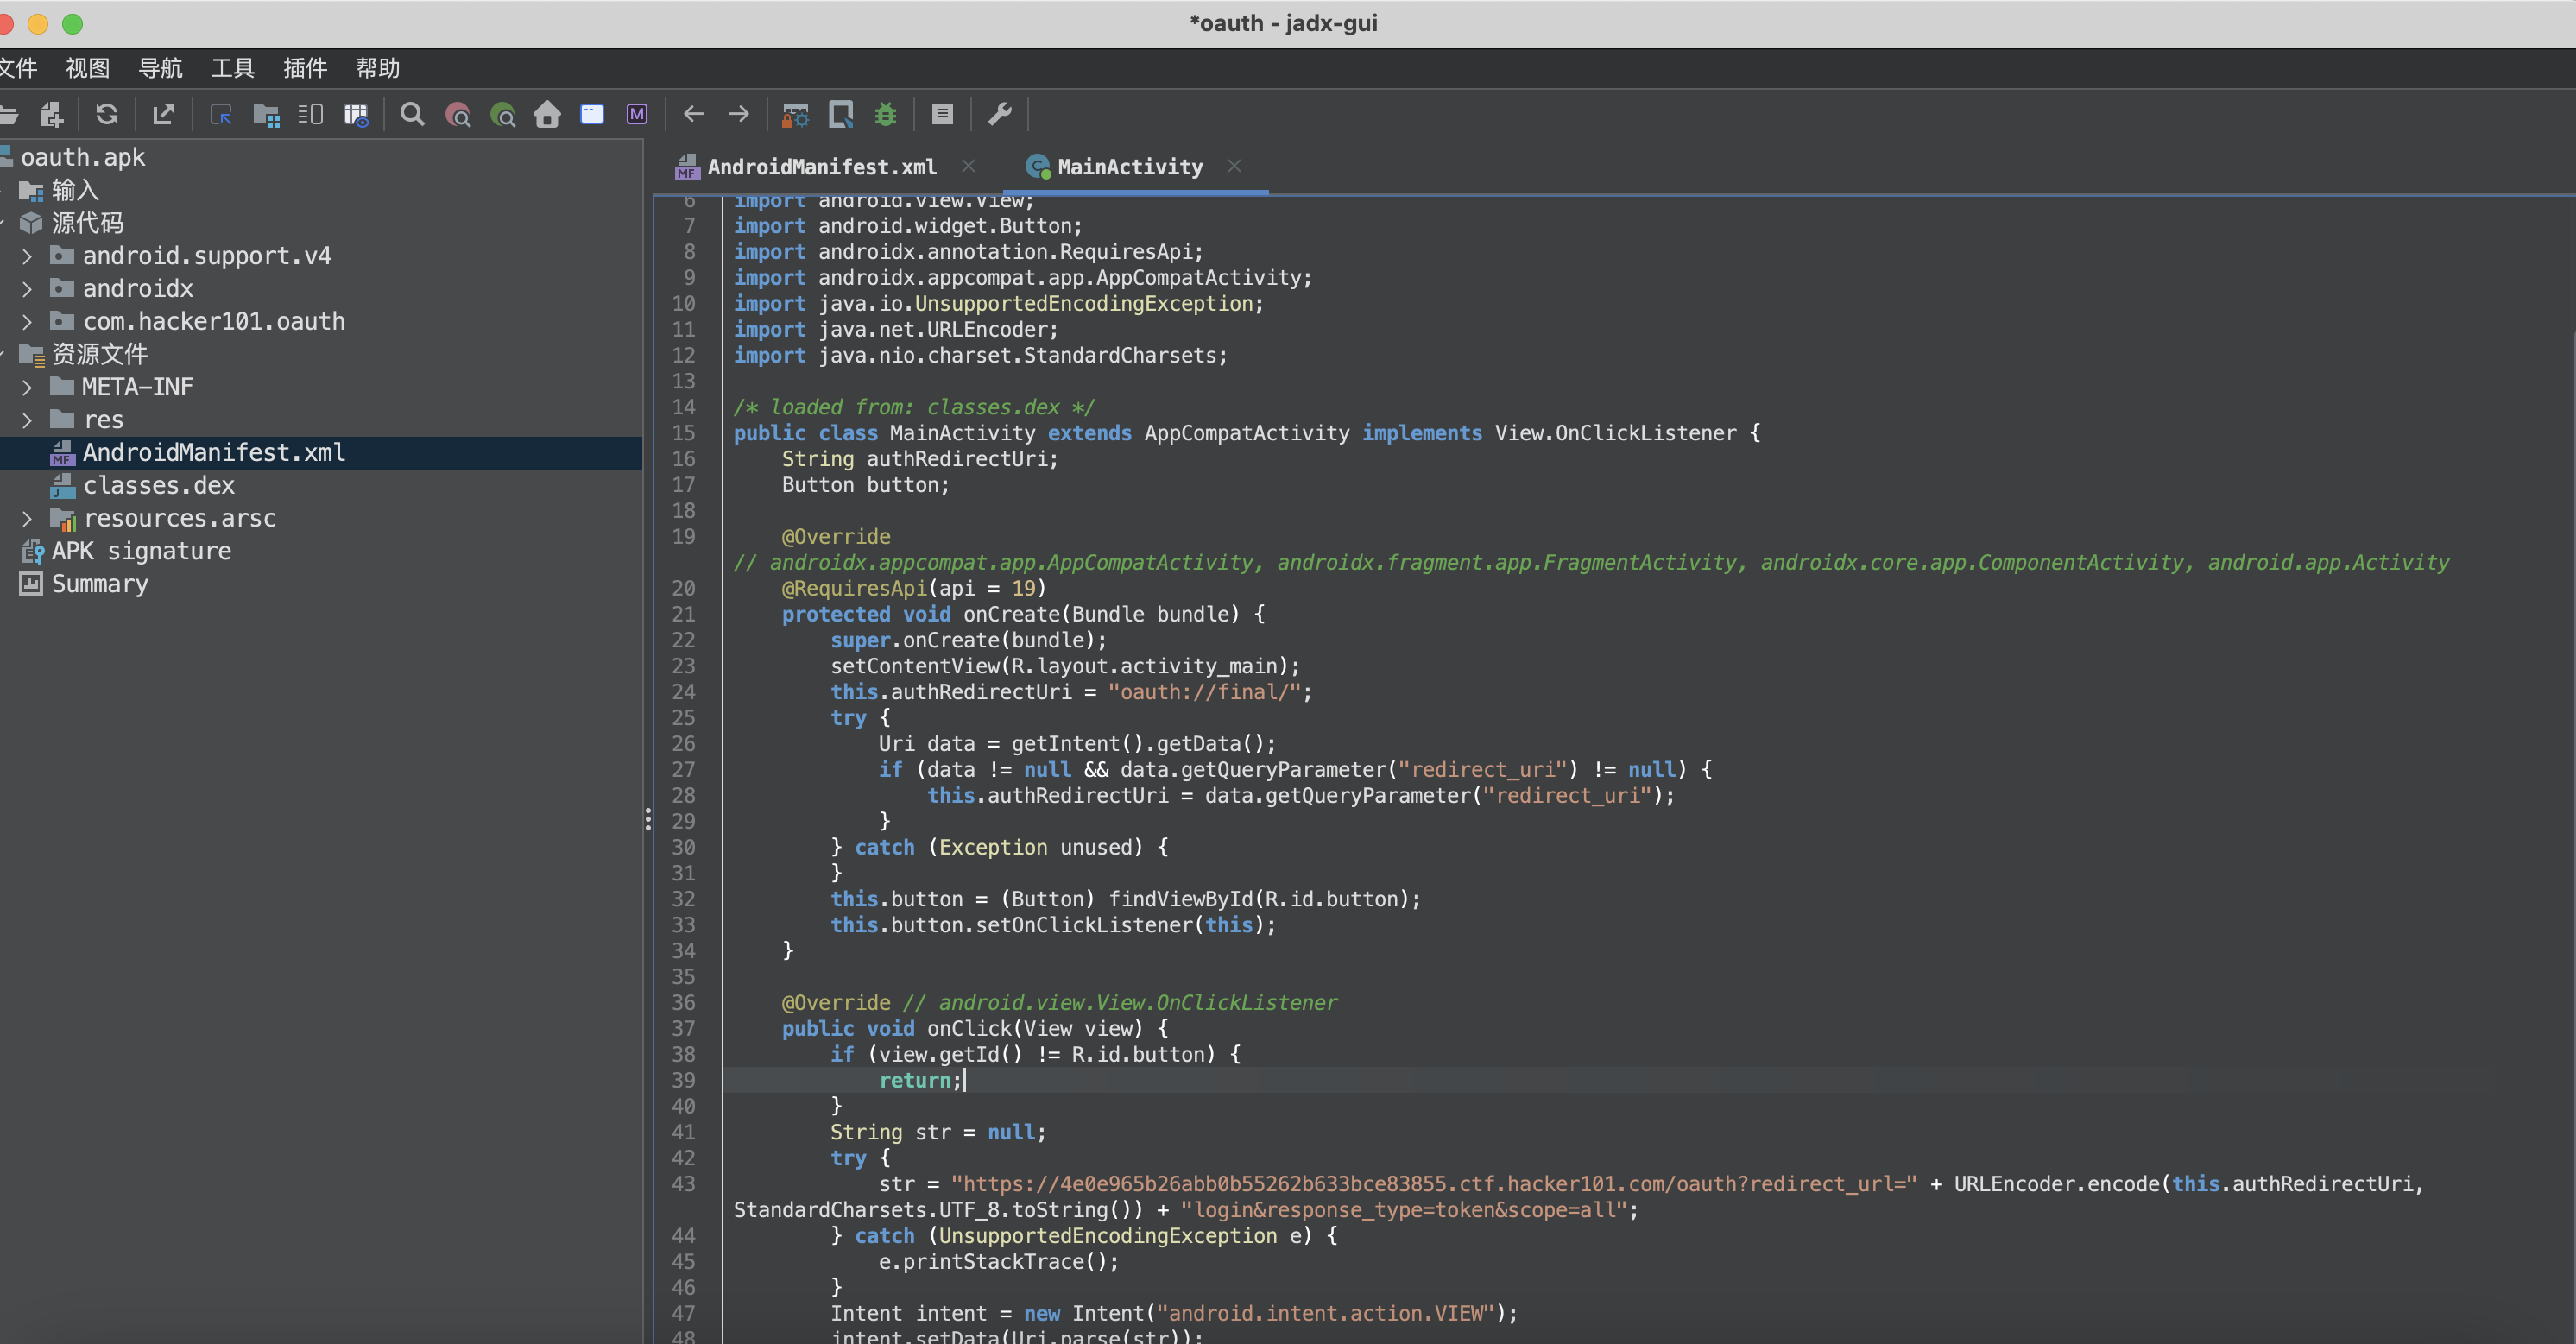 *oauth - jadx-gui
文件 视图 导航 工具 插件 帮助
oauth.apk
输入
源代码
android.support.v4
androidx
com.hacker101.oauth
资源文件
META-INF
res
MF AndroidManifest.xml
J classes.dex
resources.arsc
APK signature
Summary
MF AndroidManifest.xml C MainActivity
6 import android.view.View;
7 import android.widget.Button;
8 import androidx.annotation.RequiresApi;
9 import androidx.appcompat.app.AppCompatActivity;
10 import java.io.UnsupportedEncodingException;
11 import java.net.URLEncoder;
12 import java.nio.charset.StandardCharsets;
13
14 /* loaded from: classes.dex */
15 public class MainActivity extends AppCompatActivity implements View.OnClickListener {
16 String authRedirectUri;
17 Button button;
18
19 @Override
// androidx.appcompat.app.AppCompatActivity, androidx.fragment.app.FragmentActivity, androidx.core.app.ComponentActivity, android.app.Activity
20 @RequiresApi(api = 19)
21 protected void onCreate(Bundle bundle) {
22 super.onCreate(bundle);
23 setContentView(R.layout.activity_main);
24 this.authRedirectUri = "oauth://final/";
25 try {
26 Uri data = getIntent().getData();
27 if (data != null && data.getQueryParameter("redirect_uri") != null) {
28 this.authRedirectUri = data.getQueryParameter("redirect_uri");
29 }
30 } catch (Exception unused) {
31 }
32 this.button = (Button) findViewById(R.id.button);
33 this.button.setOnClickListener(this);
34 }
35
36 @Override // android.view.View.OnClickListener
37 public void onClick(View view) {
38 if (view.getId() != R.id.button) {
39 return;
40 }
41 String str = null;
42 try {
43 str = "https://4e0e965b26abb0b55262b633bce83855.ctf.hacker101.com/oauth?redirect_url=" + URLEncoder.encode(this.authRedirectUri,
StandardCharsets.UTF_8.toString()) + "login&response_type=token&scope=all";
44 } catch (UnsupportedEncodingException e) {
45 e.printStackTrace();
46 }
47 Intent intent = new Intent("android.intent.action.VIEW");
48 intent.setData(Uri.parse(str));